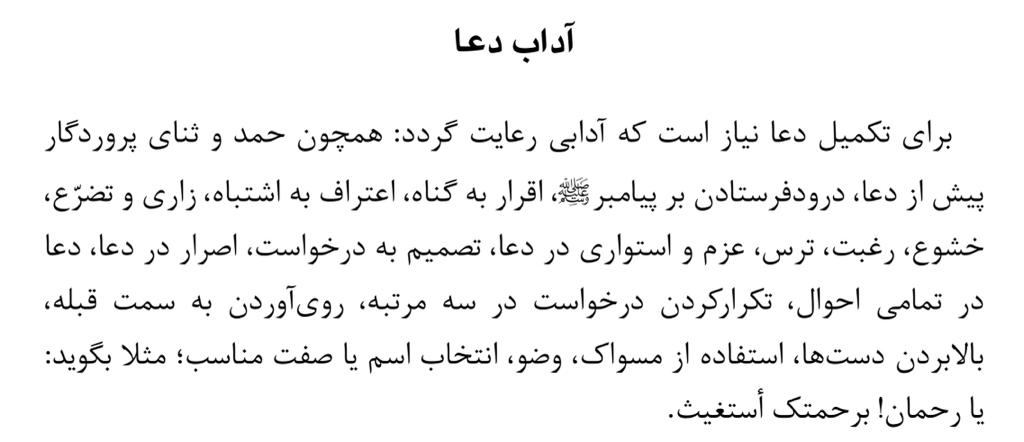 آداب دعا
برای تکمیل دعا نیاز است که آدابی رعایت گردد: همچون حمد و ثنای پروردگار
پیش از دعا، درودفرستادن بر پیامبر ﷺ، اقرار به گناه، اعتراف به اشتباه، زاری و تضرّع،
خشوع، رغبت، ترس، عزم و استواری در دعا، تصمیم به درخواست، اصرار در دعا، دعا
در تمامی احوال، تکرارکردن درخواست در سه مرتبه، روی‌آوردن به سمت قبله،
بالابردن دست‌ها، استفاده از مسواک، وضو، انتخاب اسم یا صفت مناسب؛ مثلا بگوید:
یا رحمان! برحمتک أستغیث.